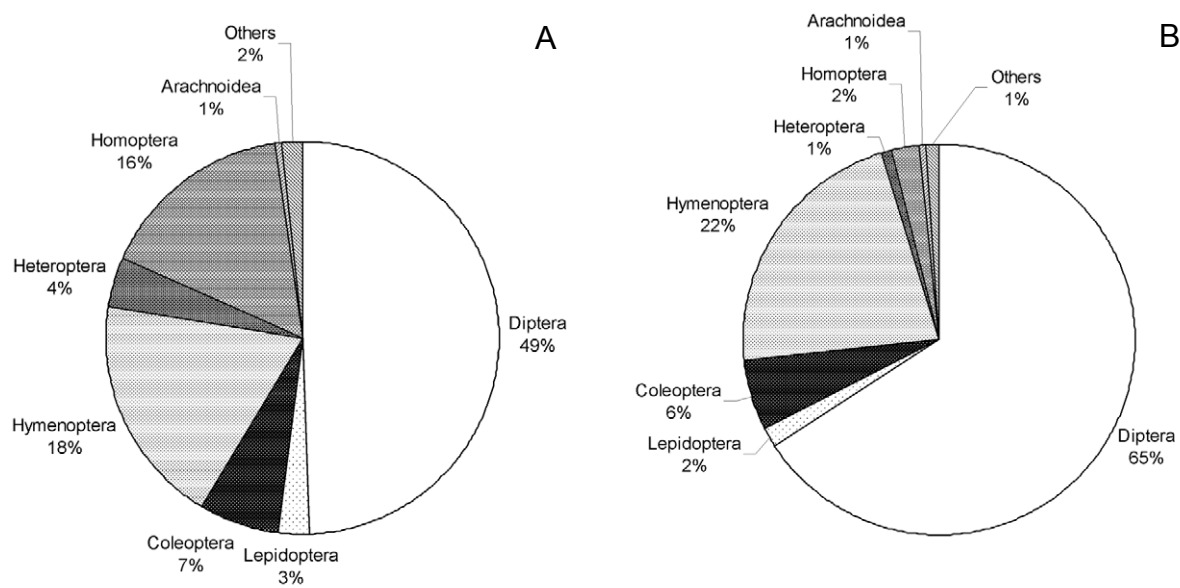 A
Others
2%
Arachnoidea
1%
Homoptera
16%
Heteroptera
4%
Hymenoptera
18%
Coleoptera
7%
Lepidoptera
3%
Diptera
49%
B
Arachnoidea
1%
Homoptera
2%
Others
1%
Heteroptera
1%
Hymenoptera
22%
Coleoptera
6%
Lepidoptera
2%
Diptera
65%